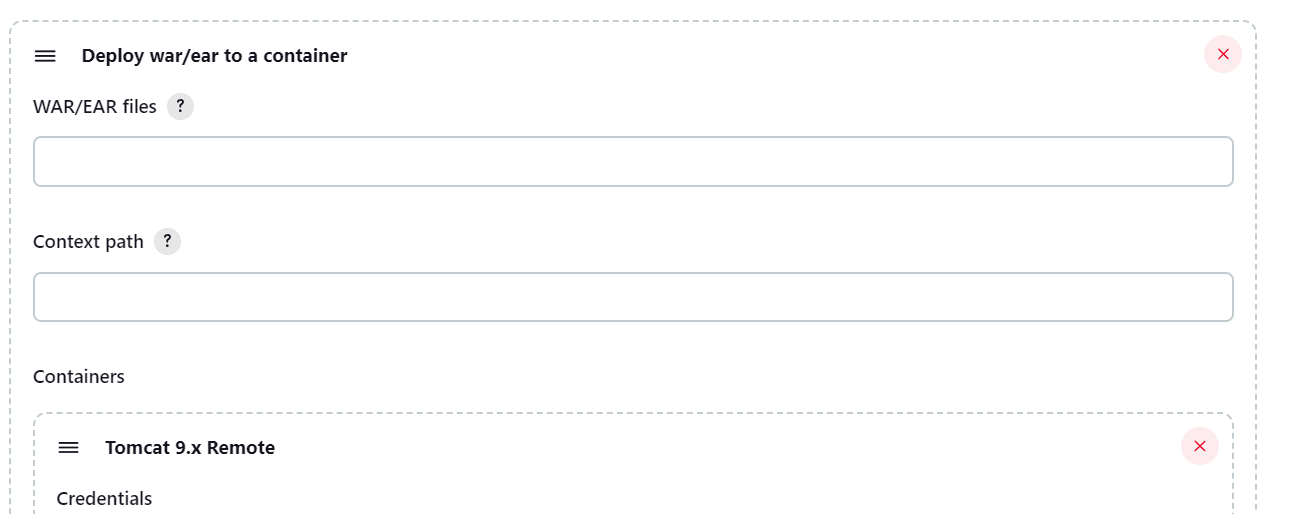 Deploy war/ear to a container
WAR/EAR files ?
Context path ?
Containers
Tomcat 9.x Remote
Credentials